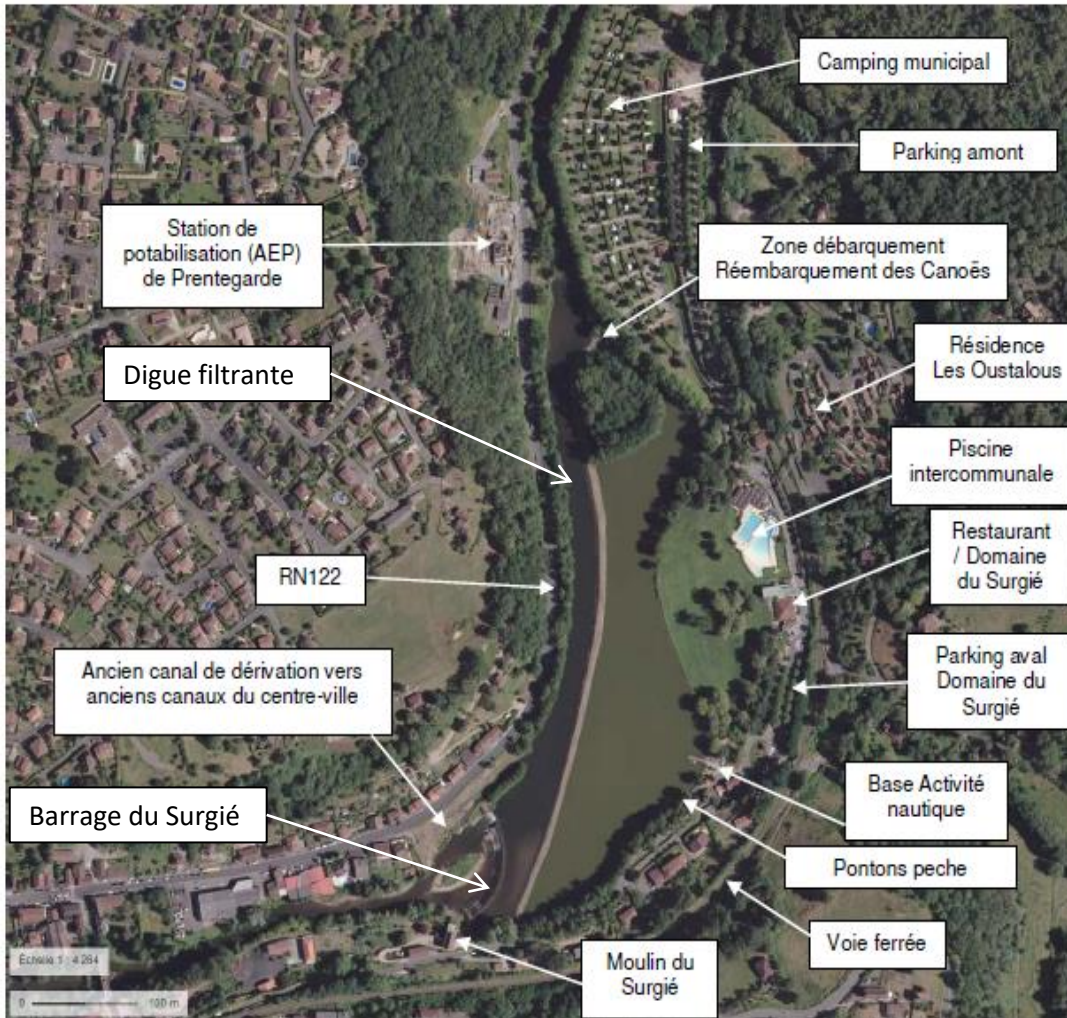 Camping municipal
Parking amont
Station de
potabilisation (AEP)
de Prentegarde
Zone débarquement
Réembarquement des Canoës
Résidence
Les Oustalous
Digue filtrante
Piscine
intercommunale
Restaurant
/ Domaine
du Surgié
RN122
Ancien canal de dérivation vers
anciens canaux du centre-ville
Parking aval
Domaine du
Surgié
Barrage du Surgié
Base Activité
nautique
Pontons peche
Voie ferrée
Moulin du
Surgié
Échelle 1 : 4 264
0 100 m